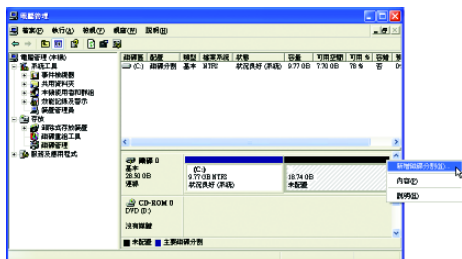 電腦管理
檔案(F) 執行(A) 檢視(V) 視窗(W) 說明(H)
電腦管理 (本機)
系統工具
事件檢視器
共用資料夾
本機使用者和群組
效能記錄及警示
裝置管理員
存放
卸除式存放裝置
磁碟重組工具
磁碟管理
服務及應用程式
磁碟區 配置 類型 檔案系統 狀態 容量 可用空間 可用 % 容錯
(C:) 磁碟分割 基本 NTFS 狀況良好 (系統) 9.77 GB 7.70 GB 78 % 否
磁碟 0
基本
28.50 GB
連線
(C:)
9.77 GB NTFS
狀況良好 (系統)
18.74 GB
未配置
CD-ROM 0
DVD (D:)
沒有媒體
未配置 主要磁碟分割
新增磁碟分割(N)...
內容(P)
說明(H)